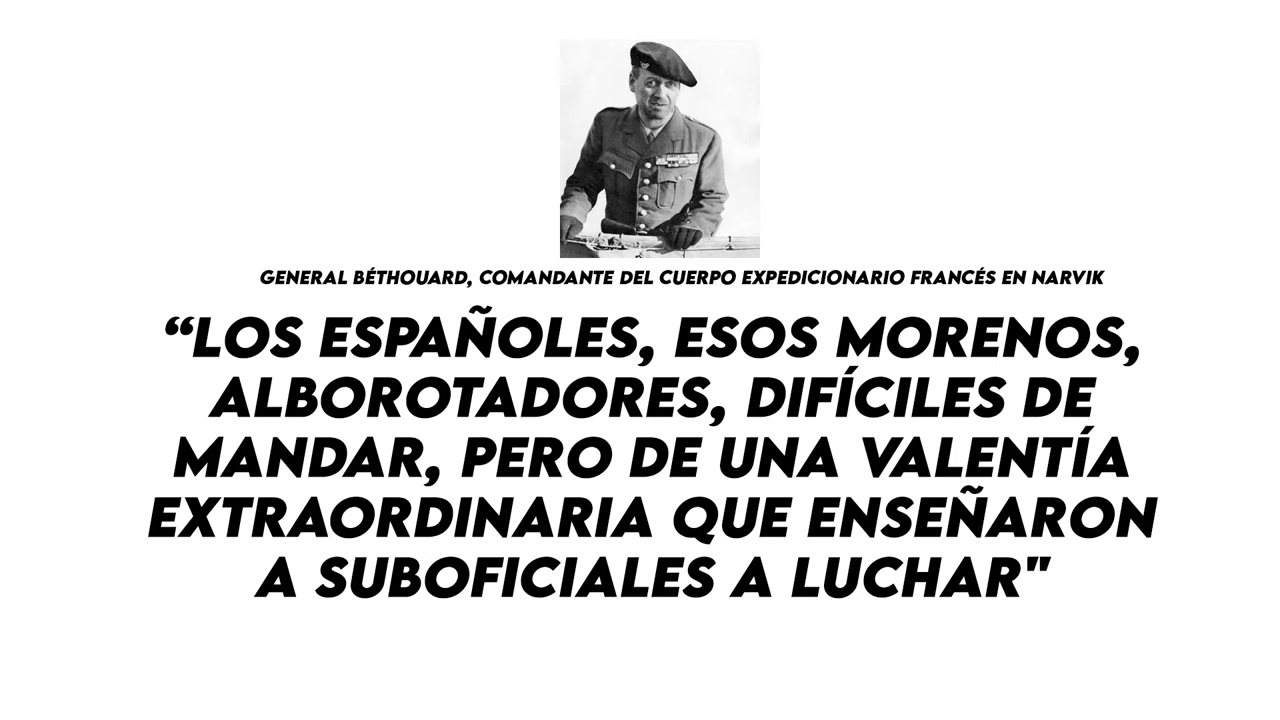 GENERAL BÉTHOUARD, COMANDANTE DEL CUERPO EXPEDICIONARIO FRANCÉS EN NARVIK
“LOS ESPAÑOLES, ESOS MORENOS,
ALBOROTADORES, DIFÍCILES DE
MANDAR, PERO DE UNA VALENTÍA
EXTRAORDINARIA QUE ENSEÑARON
A SUBOFICIALES A LUCHAR"